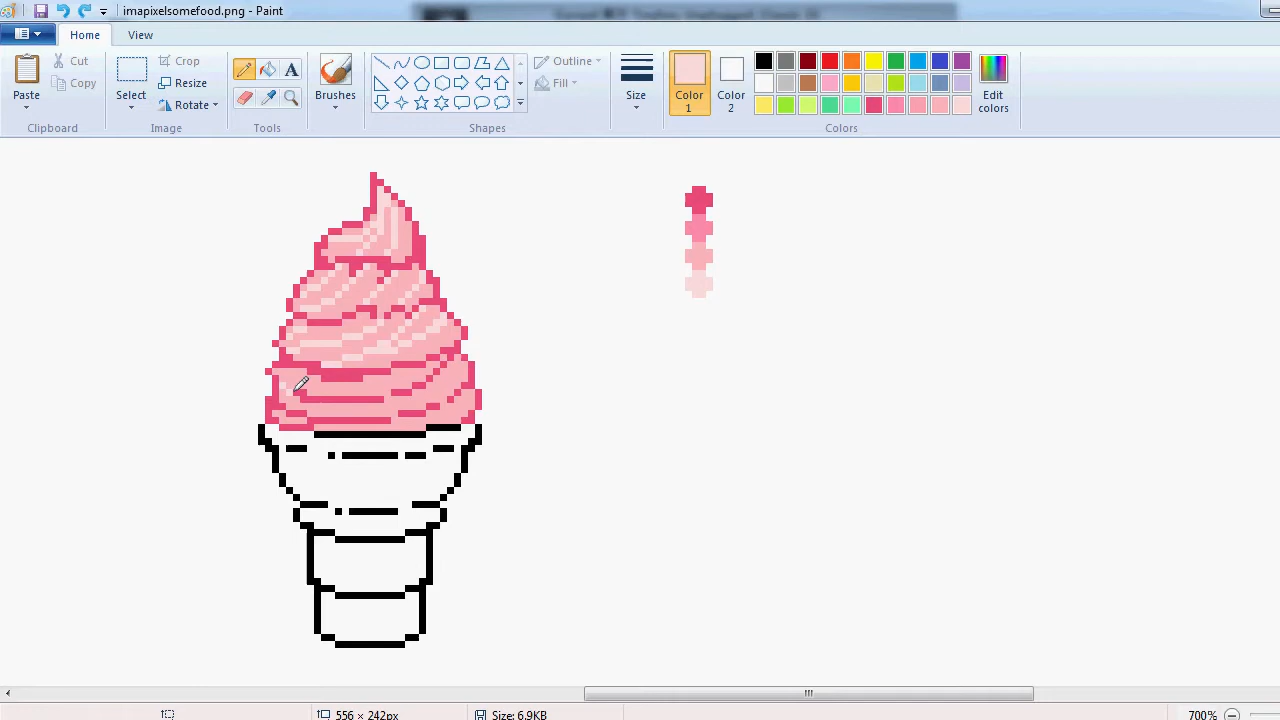 imapixelsomefood.png - Paint
Home
View
Paste
Cut
Copy
Clipboard
Select
Crop
Resize
Rotate
Image
A
Tools
Brushes
Outline
Fill
Shapes
Size
Color 1
Color 2
Edit colors
Colors
556 × 242px
Size: 6.9KB
700%